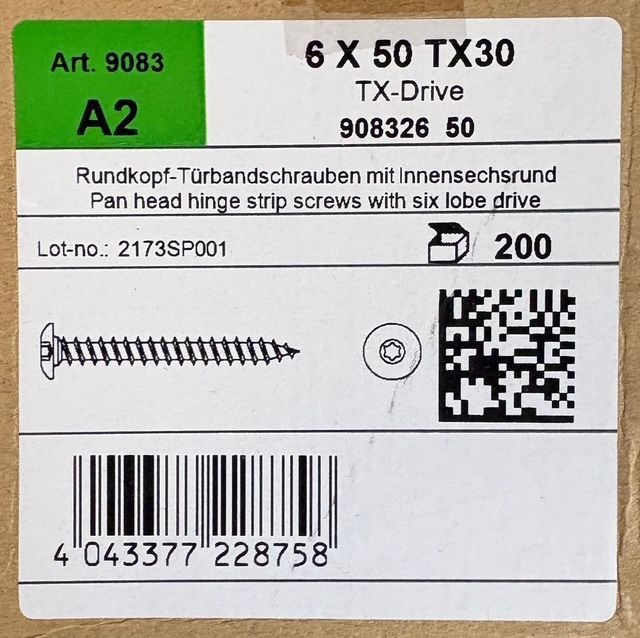 Art. 9083
A2
6 X 50 TX30
TX-Drive
908326 50
Rundkopf-Türbandschrauben mit Innensechsrund
Pan head hinge strip screws with six lobe drive
Lot-no.: 2173SP001
200
4 043377 228758